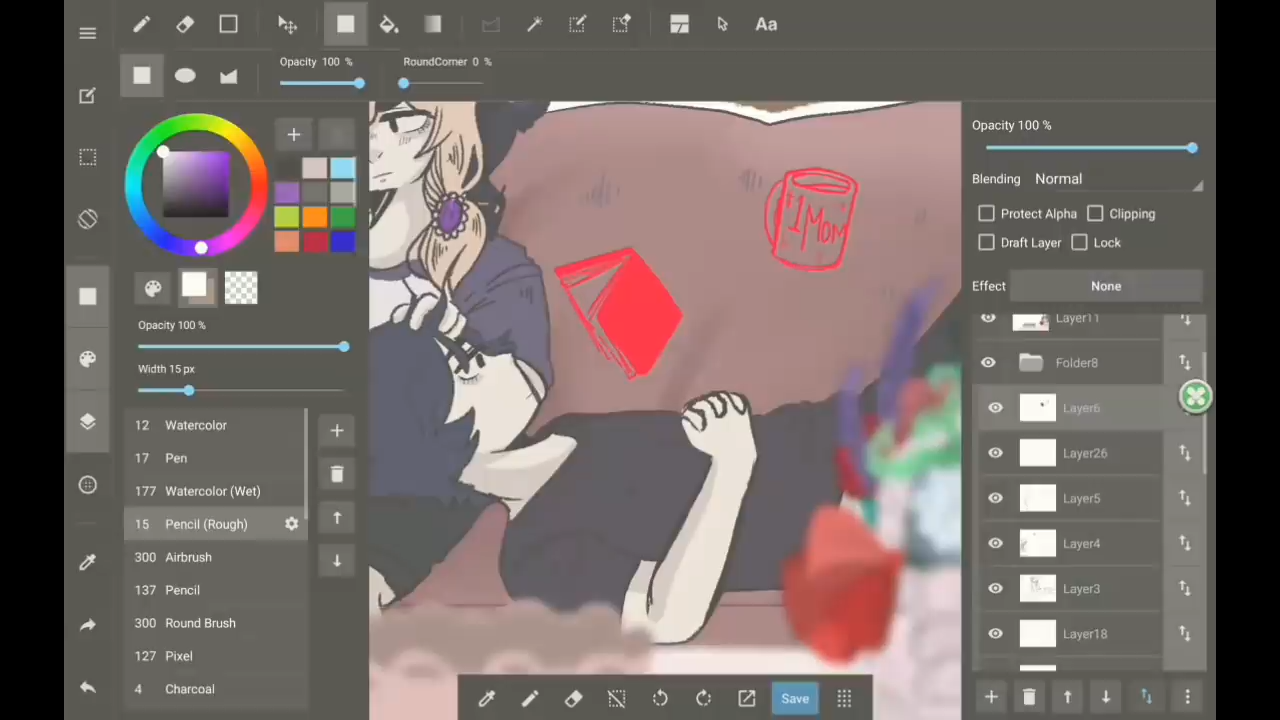 Aa
Opacity 100 %
RoundCorner 0 %
Opacity 100 %
Blending Normal
Protect Alpha
Clipping
Draft Layer
Lock
Effect None
Opacity 100 %
Width 15 px
12 Watercolor
17 Pen
177 Watercolor (Wet)
15 Pencil (Rough)
300 Airbrush
137 Pencil
300 Round Brush
127 Pixel
4 Charcoal
1 Mom
Layer11
Folder8
Layer6
Layer26
Layer5
Layer4
Layer3
Layer18
Save